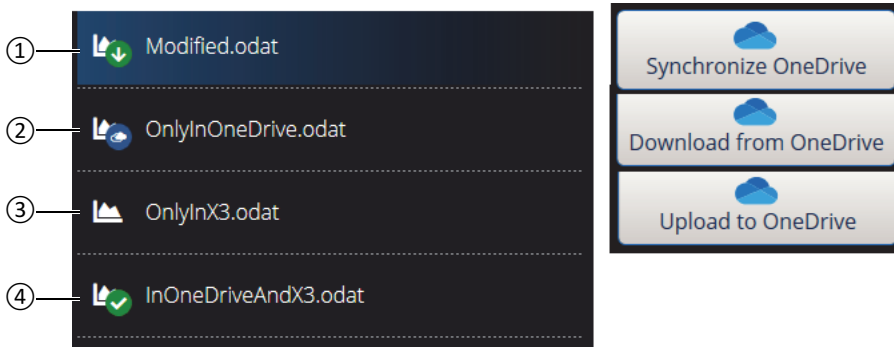 ① Modified.odat
② OnlyInOneDrive.odat
③ OnlyInX3.odat
④ InOneDriveAndX3.odat
Synchronize OneDrive
Download from OneDrive
Upload to OneDrive